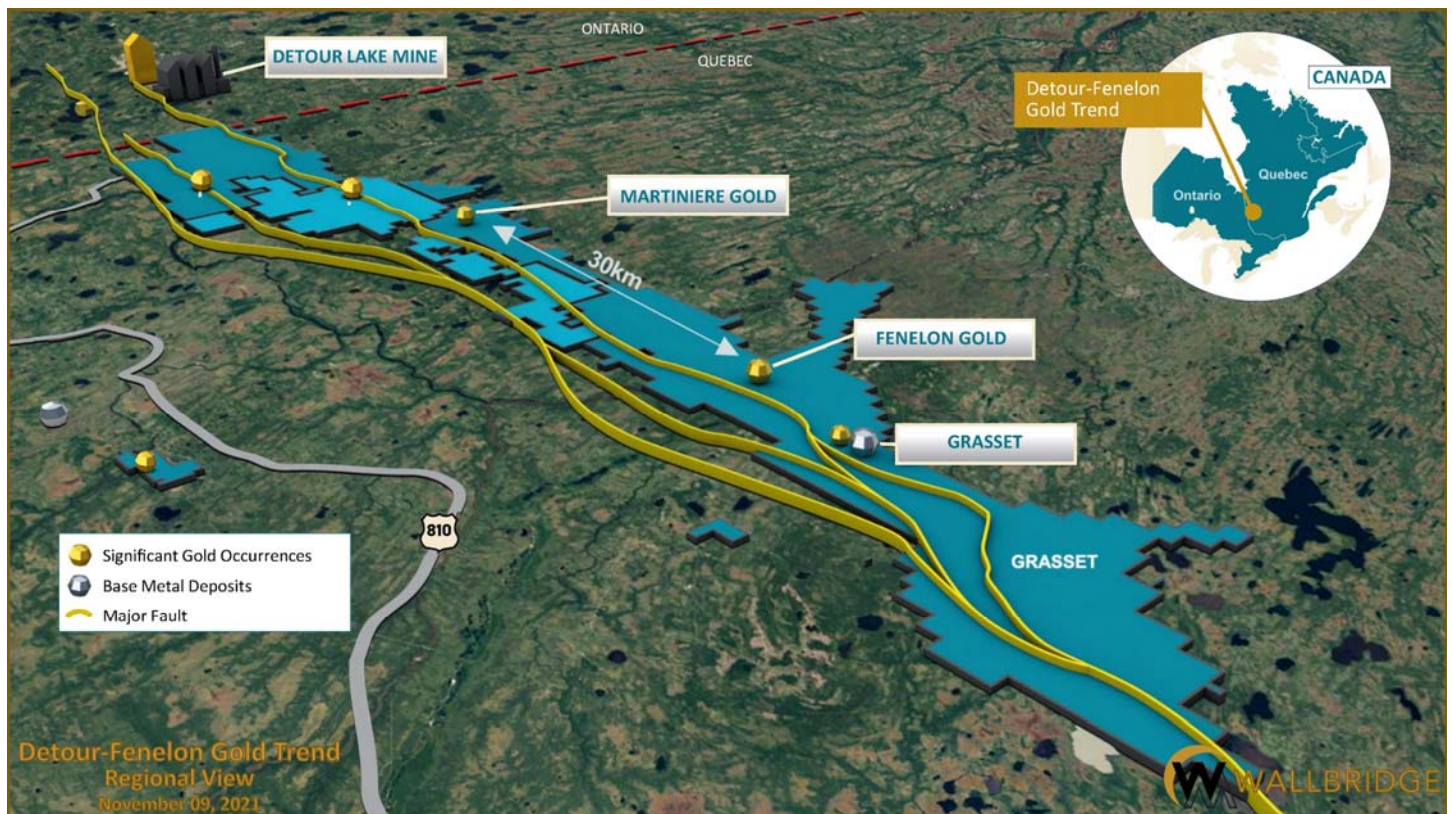 ONTARIO
QUEBEC
DETOUR LAKE MINE
CANADA
Detour-Fenelon
Gold Trend
Quebec
Ontario
MARTINIERE GOLD
30km
FENELON GOLD
GRASSET
810
GRASSET
Significant Gold Occurrences
Base Metal Deposits
Major Fault
Detour-Fenelon Gold Trend
Regional View
November 09, 2021
WALLBRIDGE